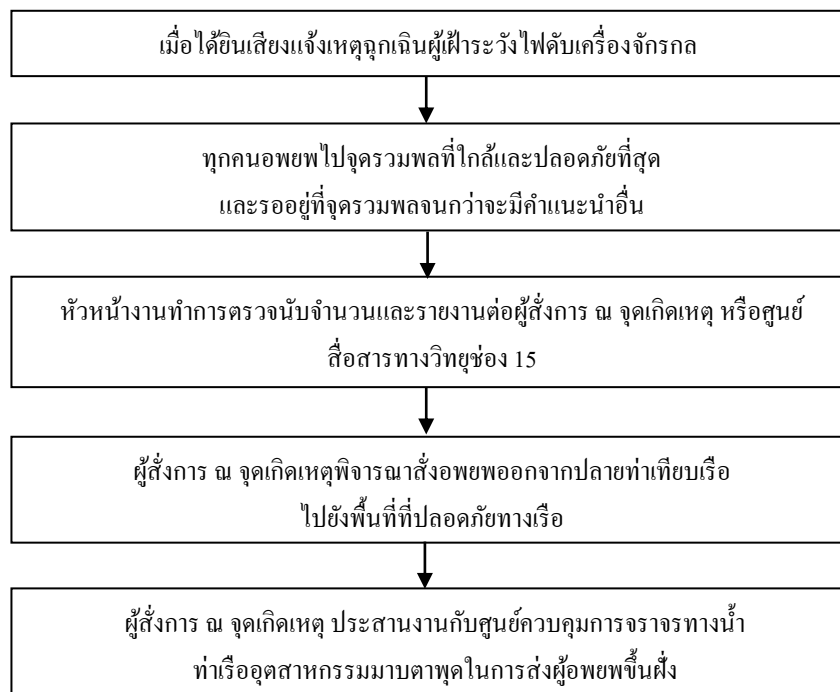 เมื่อได้ยินเสียงแจ้งเหตุฉุกเฉินผู้เฝ้าระวังไฟดับเครื่องจักรกล
ทุกคนอพยพไปจุดรวมพลที่ใกล้และปลอดภัยที่สุด
และรออยู่ที่จุดรวมพลจนกว่าจะมีคำแนะนำอื่น
หัวหน้างานทำการตรวจนับจำนวนและรายงานต่อผู้สั่งการ ณ จุดเกิดเหตุ หรือศูนย์
สื่อสารทางวิทยุช่อง 15
ผู้สั่งการ ณ จุดเกิดเหตุพิจารณาสั่งอพยพออกจากปลายท่าเทียบเรือ
ไปยังพื้นที่ที่ปลอดภัยทางเรือ
ผู้สั่งการ ณ จุดเกิดเหตุ ประสานงานกับศูนย์ควบคุมการจราจรทางน้ำ
ท่าเรืออุตสาหกรรมมาบตาพุดในการส่งผู้อพยพขึ้นฝั่ง